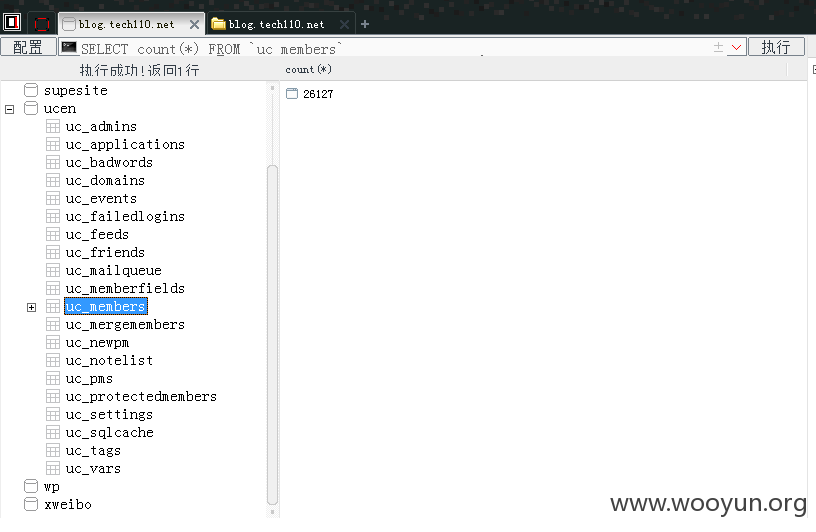 blog.tech110.net
blog.tech110.net
配置
SELECT count(*) FROM `uc_members`
执行
执行成功!返回1行
count(*)
26127
supesite
ucen
uc_admins
uc_applications
uc_badwords
uc_domains
uc_events
uc_failedlogins
uc_feeds
uc_friends
uc_mailqueue
uc_memberfields
uc_members
uc_mergemembers
uc_newpm
uc_notelist
uc_pms
uc_protectedmembers
uc_settings
uc_sqlcache
uc_tags
uc_vars
wp
xweibo
www.wooyun.org